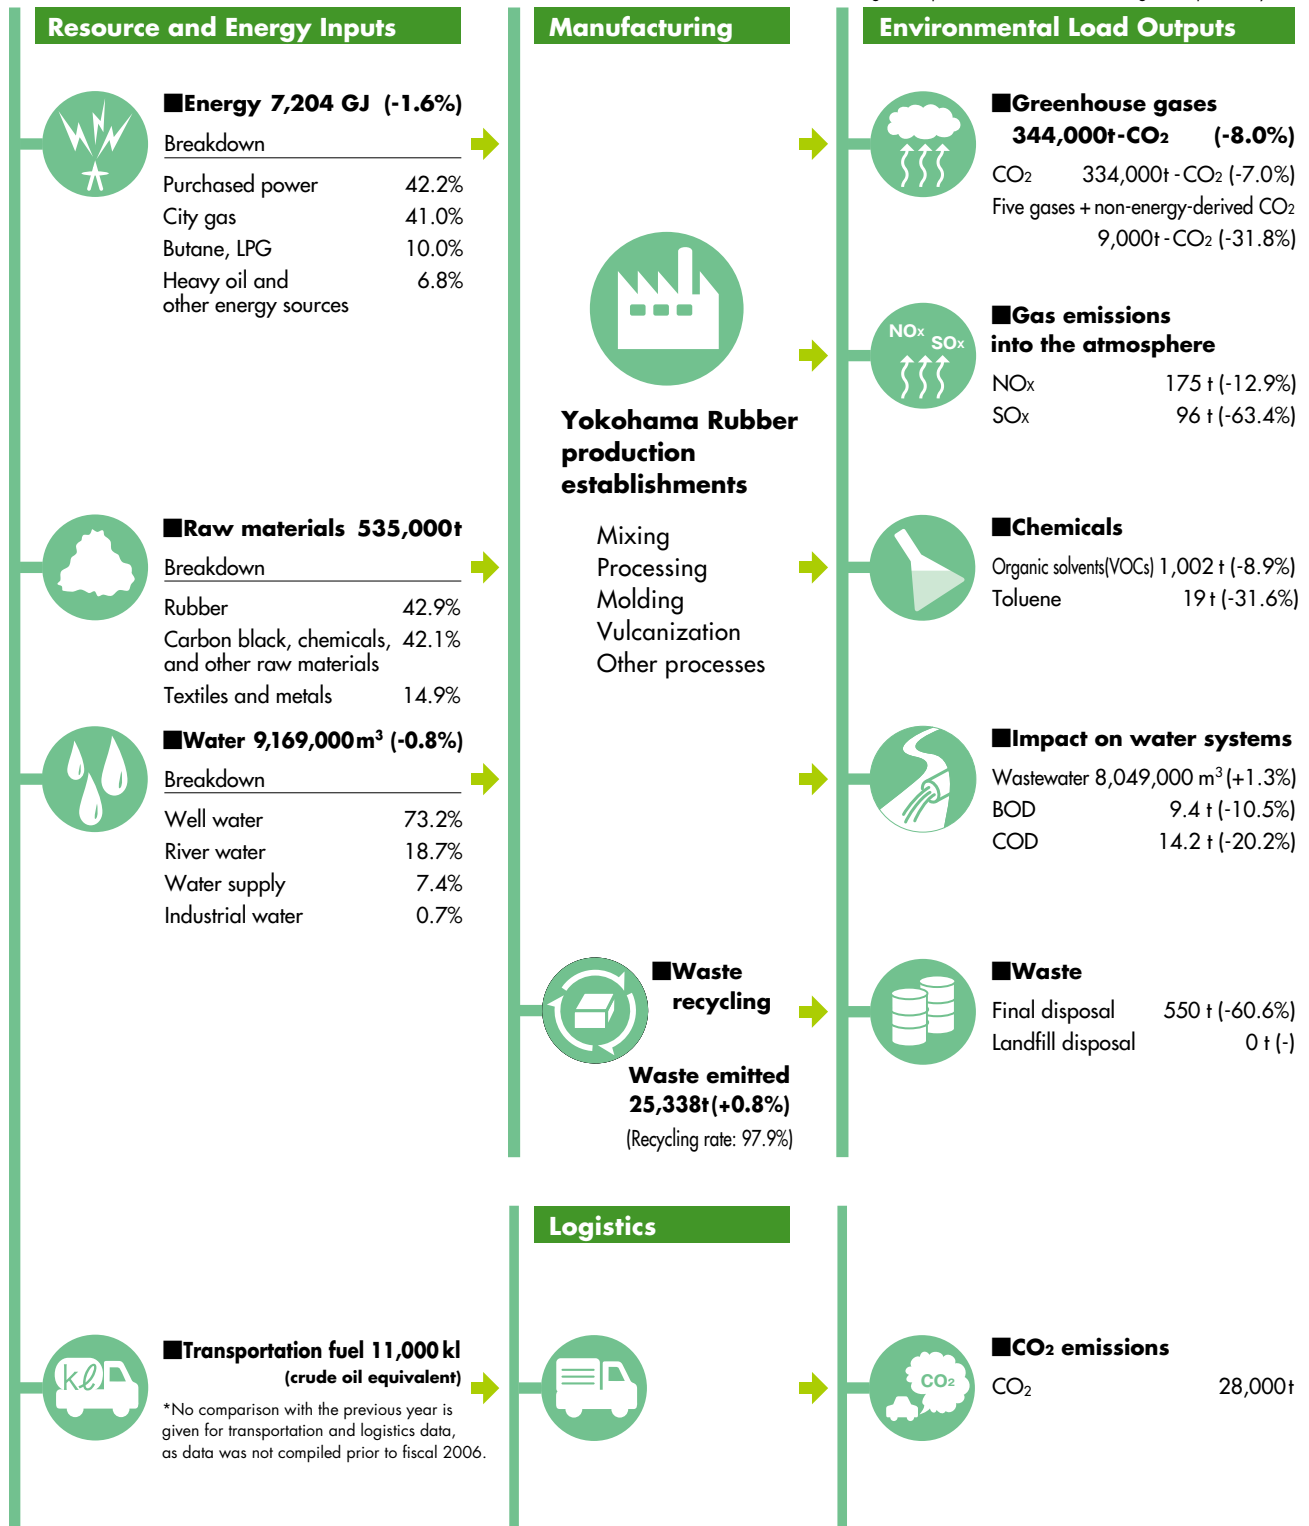 Resource and Energy Inputs
■Energy 7,204 GJ (-1.6%)
Breakdown
Purchased power 42.2%
City gas 41.0%
Butane, LPG 10.0%
Heavy oil and 6.8%
other energy sources
■Raw materials 535,000t
Breakdown
Rubber 42.9%
Carbon black, chemicals, 42.1%
and other raw materials
Textiles and metals 14.9%
■Water 9,169,000m³ (-0.8%)
Breakdown
Well water 73.2%
River water 18.7%
Water supply 7.4%
Industrial water 0.7%
kℓ
■Transportation fuel 11,000 kl
(crude oil equivalent)
*No comparison with the previous year is
given for transportation and logistics data,
as data was not compiled prior to fiscal 2006.
Manufacturing
Yokohama Rubber
production
establishments
Mixing
Processing
Molding
Vulcanization
Other processes
■Waste
recycling
Waste emitted
25,338t(+0.8%)
(Recycling rate: 97.9%)
Logistics
Environmental Load Outputs
■Greenhouse gases
344,000t-CO2 (-8.0%)
CO2 334,000t-CO2 (-7.0%)
Five gases + non-energy-derived CO2
9,000t-CO2 (-31.8%)
NOx
SOx
■Gas emissions
into the atmosphere
NOx 175 t (-12.9%)
SOx 96 t (-63.4%)
■Chemicals
Organic solvents(VOCs) 1,002 t (-8.9%)
Toluene 19 t (-31.6%)
■Impact on water systems
Wastewater 8,049,000 m³ (+1.3%)
BOD 9.4 t (-10.5%)
COD 14.2 t (-20.2%)
■Waste
Final disposal 550 t (-60.6%)
Landfill disposal 0 t (-)
CO2
■CO2 emissions
CO2 28,000t